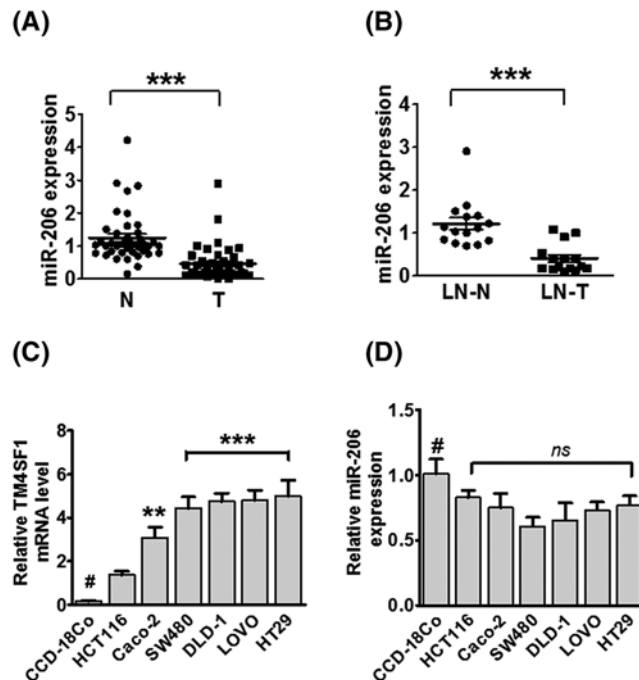 (A)
***
miR-206 expression
5
4
3
2
1
0
N
T
(B)
***
miR-206 expression
4
3
2
1
0
LN-N
LN-T
(C)
Relative TM4SF1
mRNA level
8
6
4
2
0
#
**
***
CCD-18Co
HCT116
Caco-2
SW480
DLD-1
LOVO
HT29
(D)
Relative miR-206
expression
1.5
1.0
0.5
0.0
#
ns
CCD-18Co
HCT116
Caco-2
SW480
DLD-1
LOVO
HT29